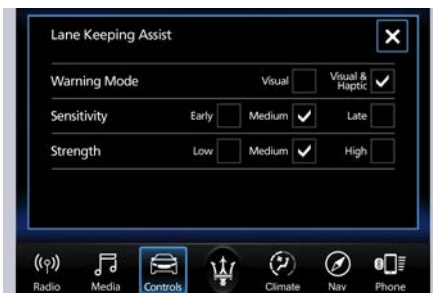 Lane Keeping Assist
Warning Mode Visual Visual &
Haptic
Sensitivity Early Medium Late
Strength Low Medium High
Radio Media Controls Climate Nav Phone